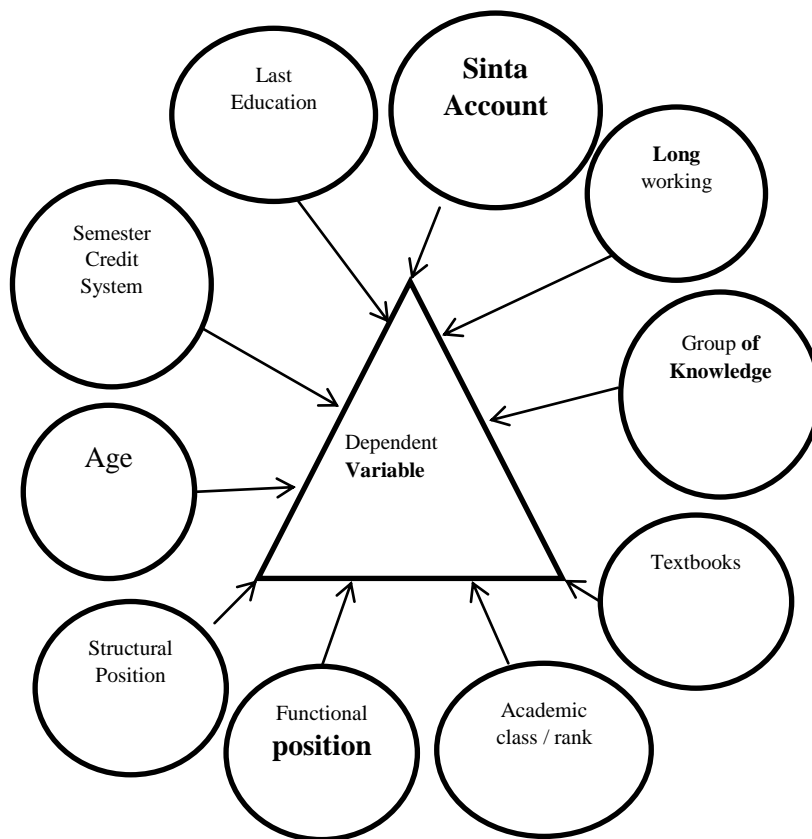 Last
Education
Sinta
Account
Long
working
Semester
Credit
System
Group of
Knowledge
Dependent
Variable
Age
Textbooks
Structural
Position
Functional
position
Academic
class / rank